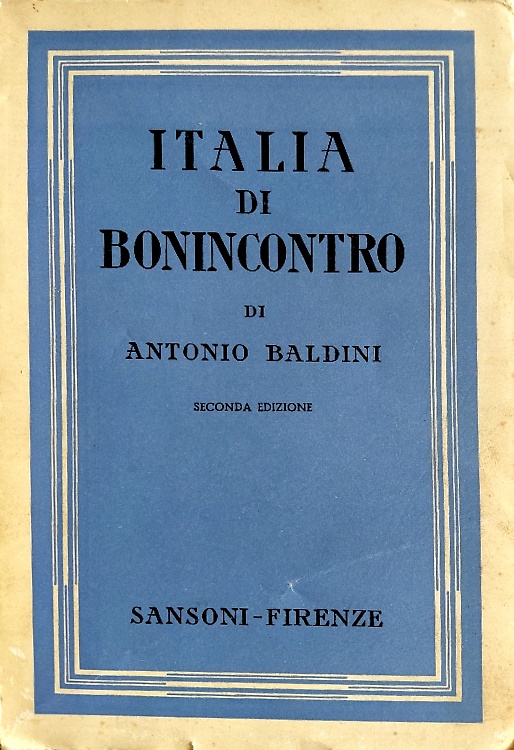 ITALIA
DI
BONINCONTRO
DI
ANTONIO BALDINI
SECONDA EDIZIONE
SANSONI-FIRENZE